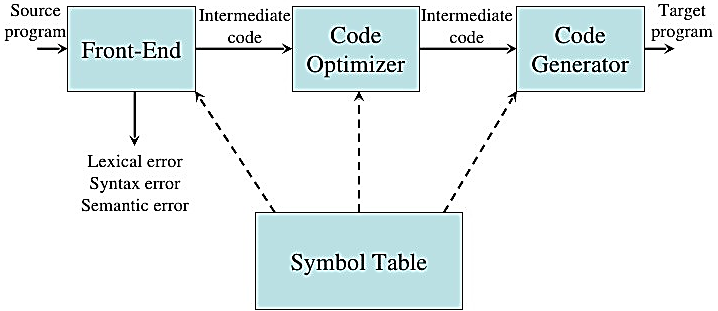 Source
program
Front-End
Intermediate
code
Code
Optimizer
Intermediate
code
Code
Generator
Target
program
Lexical error
Syntax error
Semantic error
Symbol Table